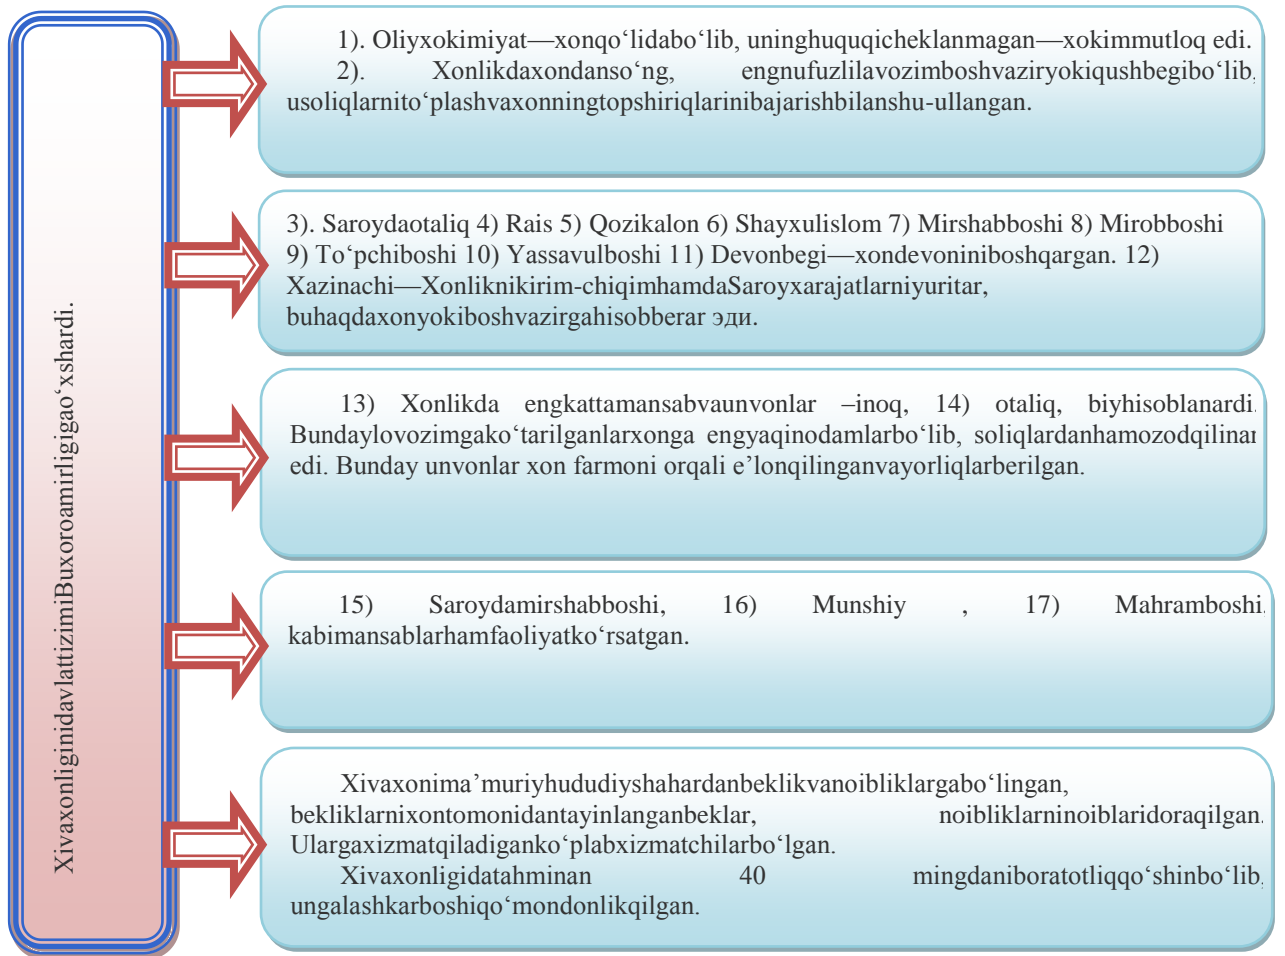 Xivaxonliginidavlattizimi​Buxoroamirligigao‘xshardi.
1). Oliyxokimiyat—xonqo‘lidabo‘lib, uninghuquqicheklanmagan—xokimmutloq edi.
2). Xonlikdaxondanso‘ng, engnufuzlilavozimboshvaziryokiqushbegibo‘lib,
usoliqlarnito‘plashvaxonningtopshiriqlarinibajarishbilanshu-ullangan.
3). Saroydaotaliq 4) Rais 5) Qozikalon 6) Shayxulislom 7) Mirshabboshi 8) Mirobboshi
9) To‘pchiboshi 10) Yassavulboshi 11) Devonbegi—xondevoniniboshqargan. 12)
Xazinachi—Xonliknikirim-chiqimhamdaSaroyxarajatlarniyuritar,
buhaqdaxonyokiboshvazirgahisobberar эди.
13) Xonlikda engkattamansabvaunvonlar –inoq, 14) otaliq, biyhisoblanardi.
Bundaylovozimgako‘tarilganlarxonga engyaqinodamlarbo‘lib, soliqlardanhamozodqilinar
edi. Bunday unvonlar xon farmoni orqali e’lonqilinganvayorliqlarberilgan.
15) Saroydamirshabboshi, 16) Munshiy , 17) Mahramboshi.
kabimansablarhamfaoliyatko‘rsatgan.
Xivaxonima’muriyhududiyshahardanbeklikvanoibliklargabo‘lingan,
bekliklarnixontomonidantayinlanganbeklar, noibliklarninoiblaridoraqilgan.
Ulargaxizmatqiladiganko‘plabxizmatchilarbo‘lgan.
Xivaxonligidatahminan 40 mingdaniboratotliqqo‘shinbo‘lib,
ungalashkarboshiqo‘mondonlikqilgan.